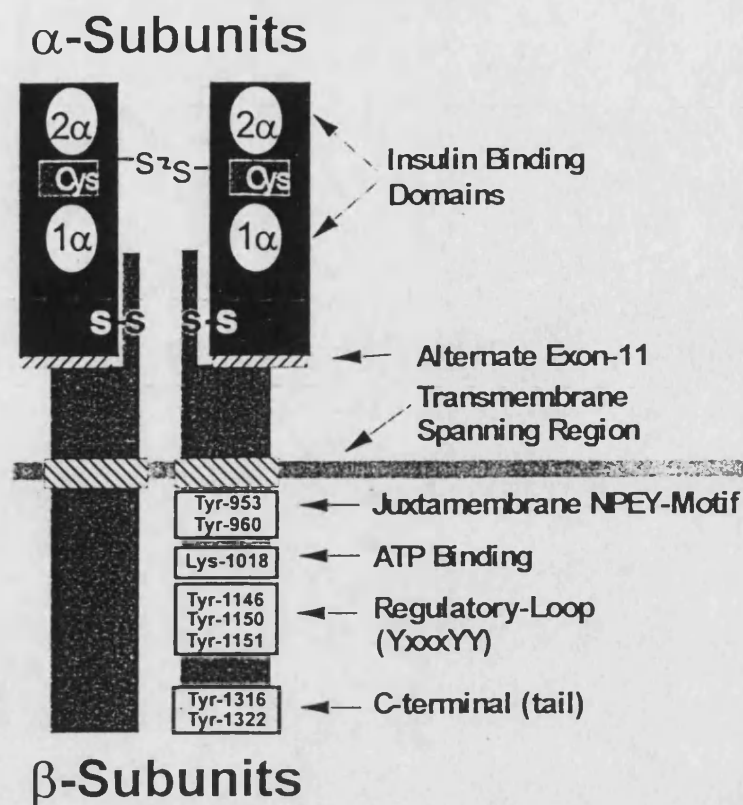 α-Subunits
2α
2α
S-S
Cys
Cys
Insulin Binding
Domains
1α
1α
S-S
S-S
Alternate Exon-11
Transmembrane
Spanning Region
Tyr-953
Tyr-960
Juxtamembrane NPEY-Motif
Lys-1018
ATP Binding
Tyr-1146
Tyr-1150
Tyr-1151
Regulatory-Loop
(YxxxYY)
Tyr-1316
Tyr-1322
C-terminal (tail)
β-Subunits